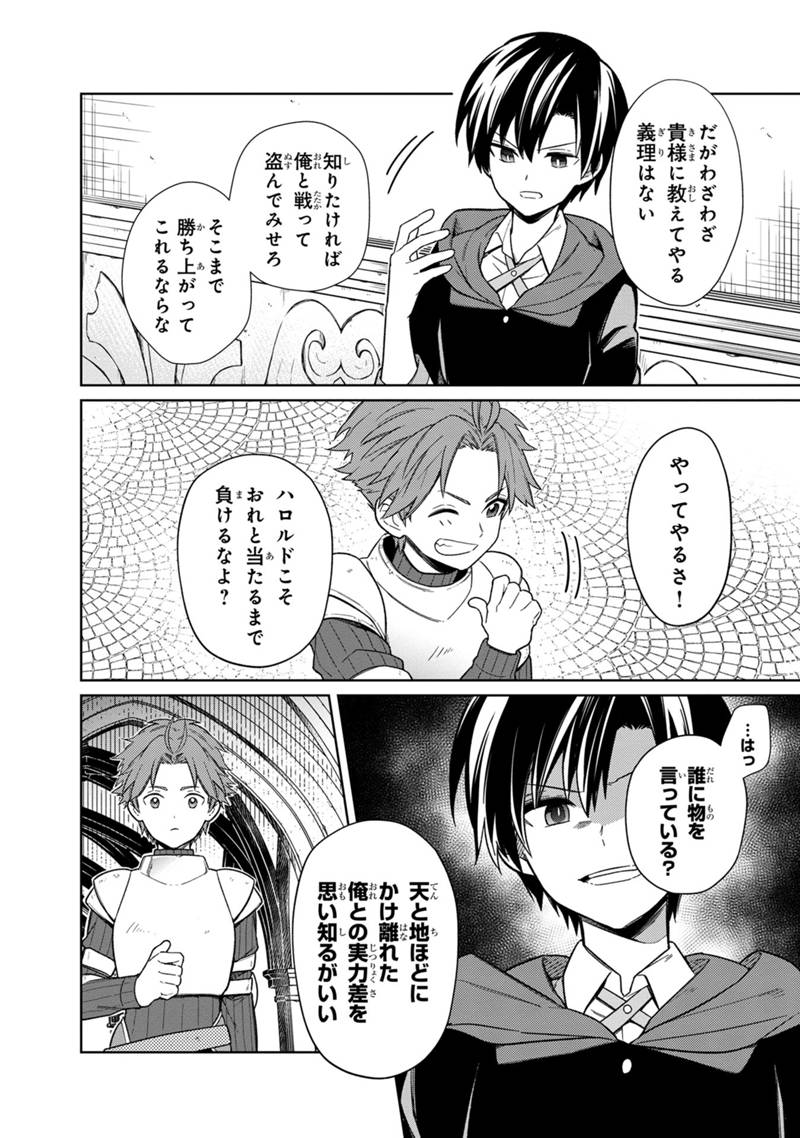 だがわざわざ
貴様に教えてやる
義理はない
知りたければ
俺と戦って
盗んでみせろ
そこまで
勝ち上がって
これるならな
やってやるさ！
ハロルドこそ
おれと当たるまで
負けるなよ？
…はっ
誰に物を
言っている？
天と地ほどに
かけ離れた
俺との実力差を
思い知るがいい